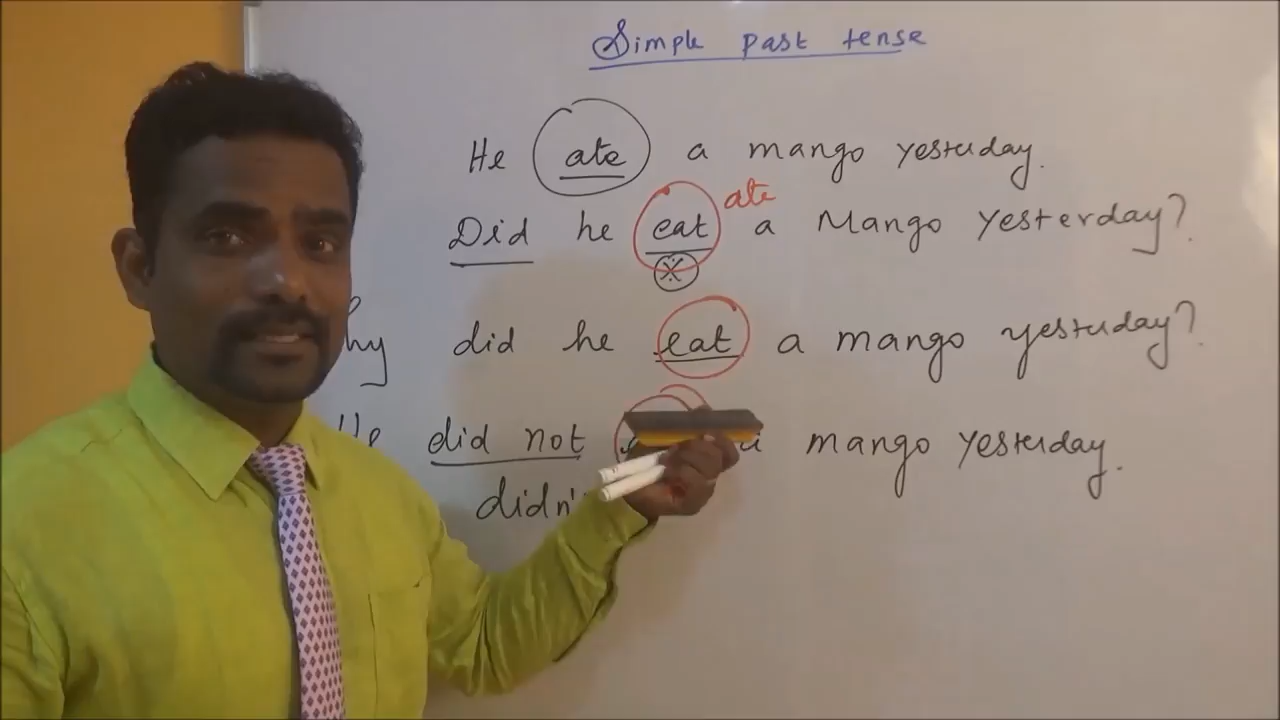 Simple past tense
He ate a mango yesterday.
ate
Did he eat a Mango yesterday?
hy did he eat a mango yesterday?
He did not mango yesterday.
didn'